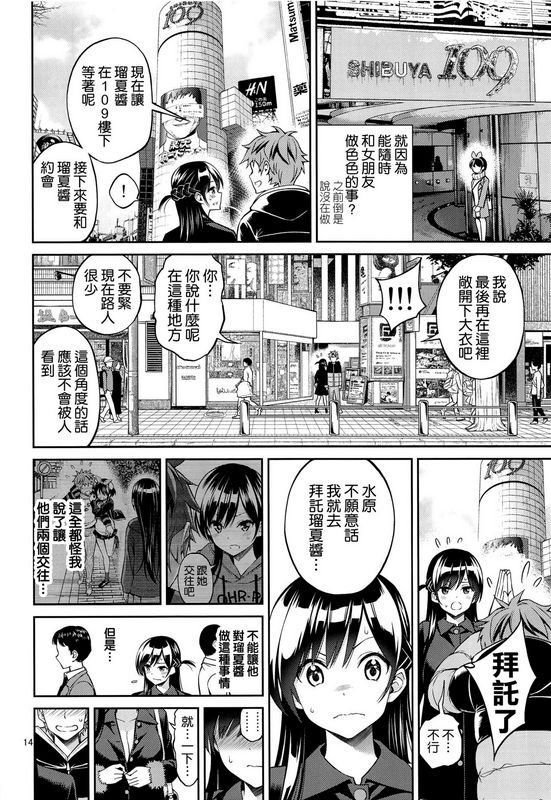 SHIBUYA 109
就因為
能隨時
和女朋友
做色色的事?
之前倒是
說沒在做
109
Matsum
H&M
150m
薬
現在讓
瑠夏醬
在109樓下
等著呢
!
接下來要和
瑠夏醬
約會
我說
最後再在這裡
敞開下大衣吧
!!!
你…
你說什麼呢
在這種地方
不要緊
現在路人
很少
這個角度的話
應該不會被人
看到
109
拜託了
不…
不行
水原
不願意話
我就去
拜託瑠夏醬…
跟她
交往吧
OHR-D
這全都怪我
說了讓
他們兩個交往…
不能讓他
對瑠夏醬
做這種事情
但是…
就…
一下…
14